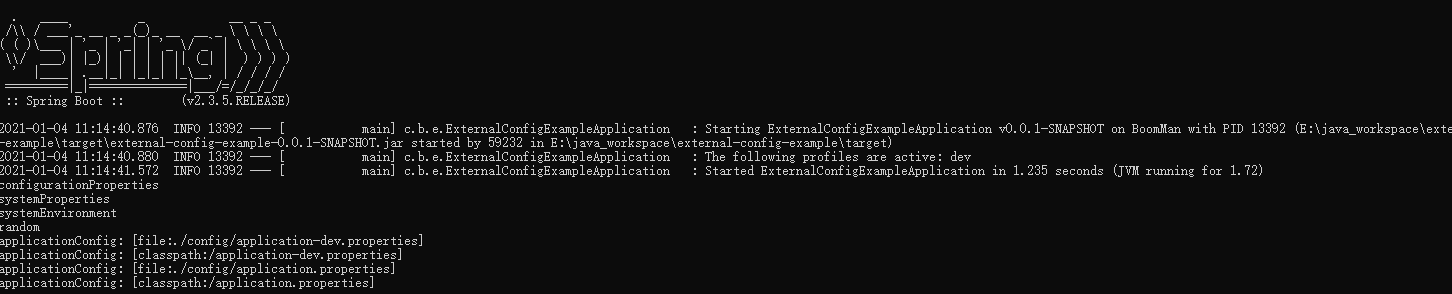 .   ____          _            __ _ _
 /\\ / ___'_ __ _ _(_)_ __  __ _ \ \ \ \
( ( )\___ | '_ | '_| | '_ \/ _` | \ \ \ \
 \\/  ___)| |_)| | | | | || (_| |  ) ) ) )
  '  |____| .__|_| |_|_| |_\__, | / / / /
 =========|_|==============|___/=/_/_/_/
 :: Spring Boot ::        (v2.3.5.RELEASE)
2021-01-04 11:14:40.876  INFO 13392 --- [           main] c.b.e.ExternalConfigExampleApplication   : Starting ExternalConfigExampleApplication v0.0.1-SNAPSHOT on BoomMan with PID 13392 (E:\java_workspace\exte
-example\target\external-config-example-0.0.1-SNAPSHOT.jar started by 59232 in E:\java_workspace\external-config-example\target)
2021-01-04 11:14:40.880  INFO 13392 --- [           main] c.b.e.ExternalConfigExampleApplication   : The following profiles are active: dev
2021-01-04 11:14:41.572  INFO 13392 --- [           main] c.b.e.ExternalConfigExampleApplication   : Started ExternalConfigExampleApplication in 1.235 seconds (JVM running for 1.72)
configurationProperties
systemProperties
systemEnvironment
random
applicationConfig: [file:./config/application-dev.properties]
applicationConfig: [classpath:/application-dev.properties]
applicationConfig: [file:./config/application.properties]
applicationConfig: [classpath:/application.properties]